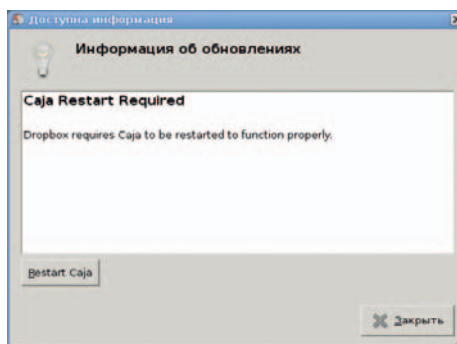 Доступна информация
Информация об обновлениях
Caja Restart Required
Dropbox requires Caja to be restarted to function properly.
Restart Caja
Закрыть